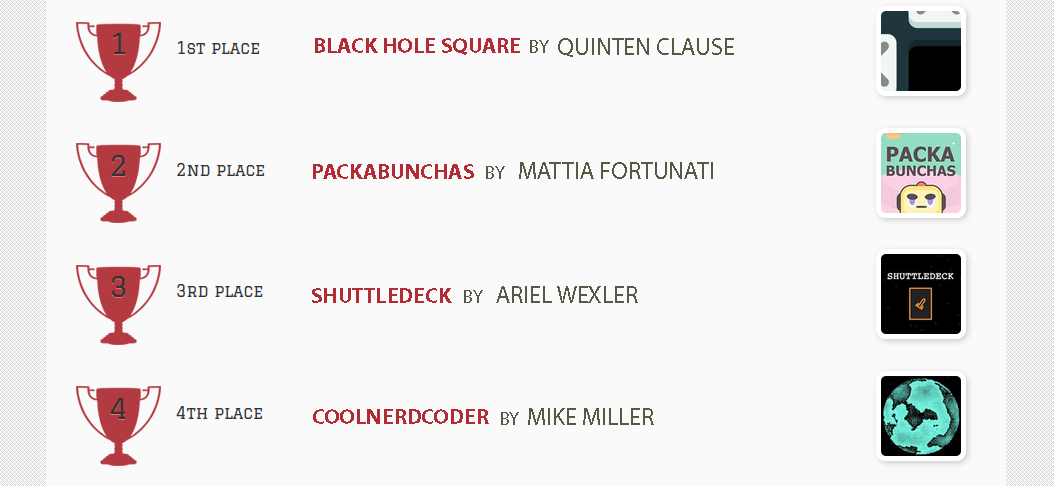 1 1ST PLACE BLACK HOLE SQUARE BY QUINTEN CLAUSE
2 2ND PLACE PACKABUNCHAS BY MATTIA FORTUNATI
PACKA
BUNCHAS
3 3RD PLACE SHUTTLEDECK BY ARIEL WEXLER
SHUTTLEDECK
4 4TH PLACE COOLNERDCODER BY MIKE MILLER